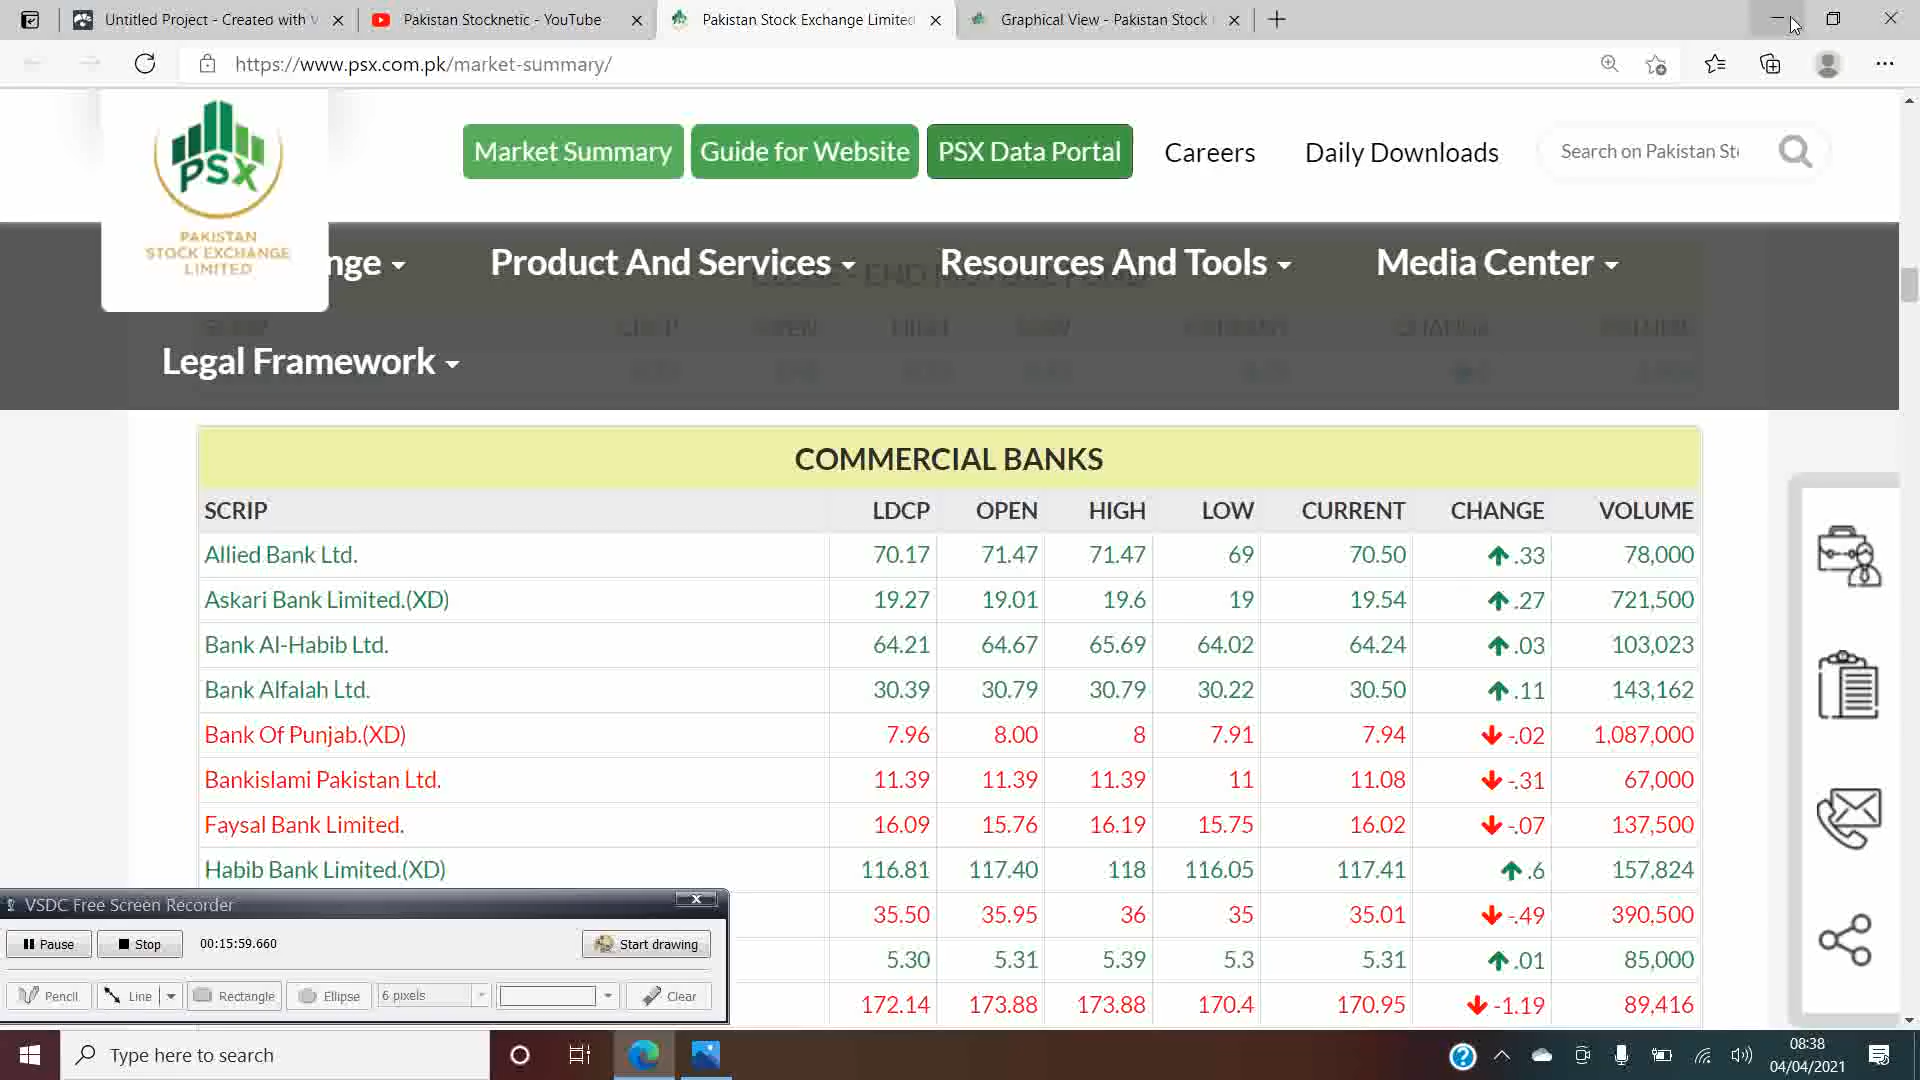 Untitled Project - Created with V
Pakistan Stocknetic - YouTube
Pakistan Stock Exchange Limited
Graphical View - Pakistan Stock
https://www.psx.com.pk/market-summary/
PSX
PAKISTAN
STOCK EXCHANGE
LIMITED
Market Summary
Guide for Website
PSX Data Portal
Careers
Daily Downloads
Search on Pakistan Sto
nge
Product And Services
Resources And Tools
Media Center
Legal Framework
COMMERCIAL BANKS
SCRIP LDCP OPEN HIGH LOW CURRENT CHANGE VOLUME
Allied Bank Ltd. 70.17 71.47 71.47 69 70.50 .33 78,000
Askari Bank Limited.(XD) 19.27 19.01 19.6 19 19.54 .27 721,500
Bank Al-Habib Ltd. 64.21 64.67 65.69 64.02 64.24 .03 103,023
Bank Alfalah Ltd. 30.39 30.79 30.79 30.22 30.50 .11 143,162
Bank Of Punjab.(XD) 7.96 8.00 8 7.91 7.94 -.02 1,087,000
Bankislami Pakistan Ltd. 11.39 11.39 11.39 11 11.08 -.31 67,000
Faysal Bank Limited. 16.09 15.76 16.19 15.75 16.02 -.07 137,500
Habib Bank Limited.(XD) 116.81 117.40 118 116.05 117.41 .6 157,824
35.50 35.95 36 35 35.01 -.49 390,500
5.30 5.31 5.39 5.3 5.31 .01 85,000
172.14 173.88 173.88 170.4 170.95 -1.19 89,416
VSDC Free Screen Recorder
Pause Stop 00:15:59.660 Start drawing
Pencil Line Rectangle Ellipse 6 pixels Clear
Type here to search
08:38
04/04/2021